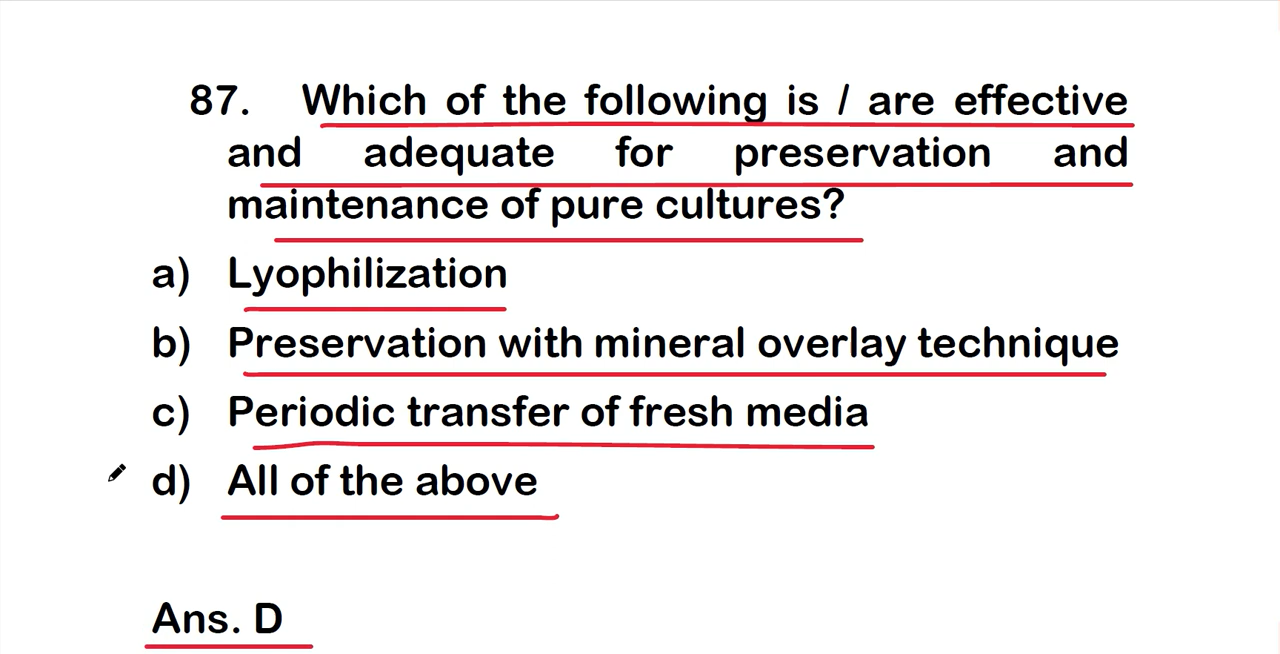 87. Which of the following is / are effective
and adequate for preservation and
maintenance of pure cultures?
a) Lyophilization
b) Preservation with mineral overlay technique
c) Periodic transfer of fresh media
d) All of the above
Ans. D